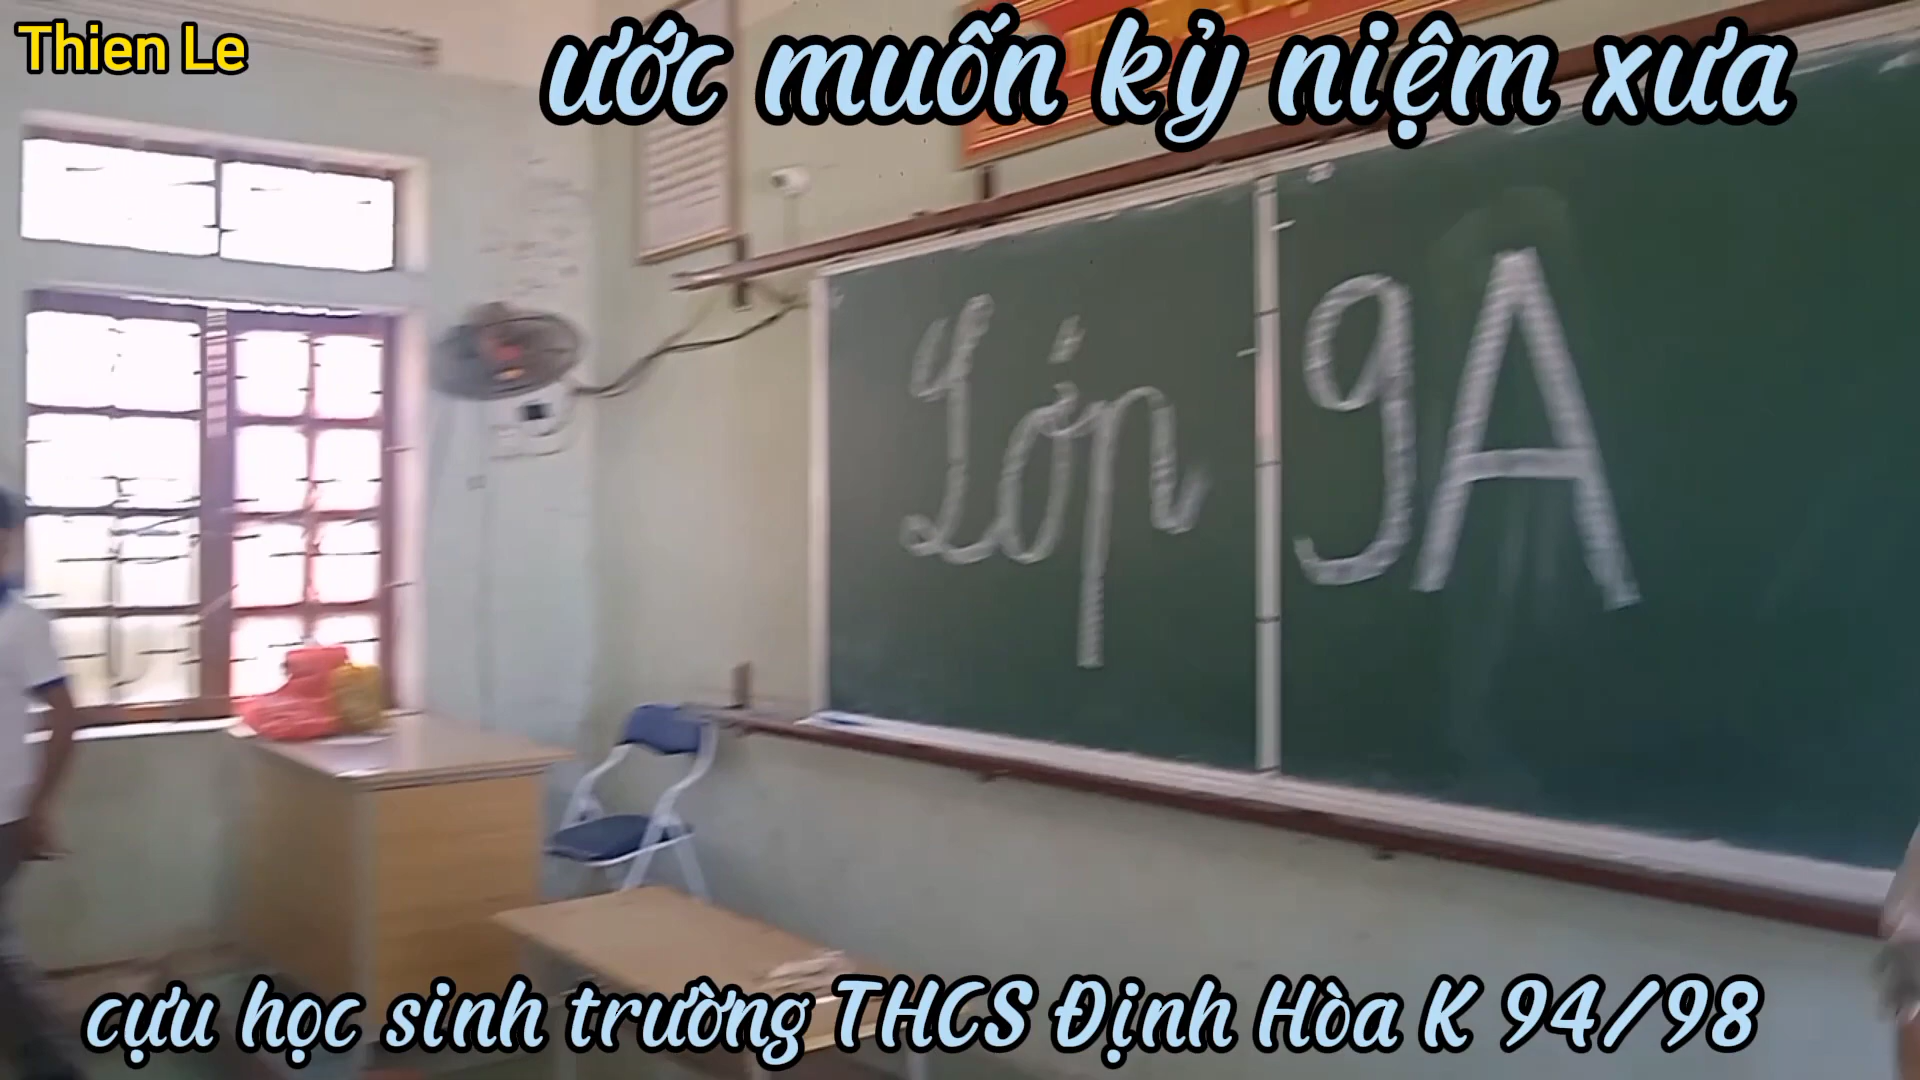 Thien Le
ước muốn kỷ niệm xưa
Lớp 9A
cựu học sinh trường THCS Định Hòa K 94/98